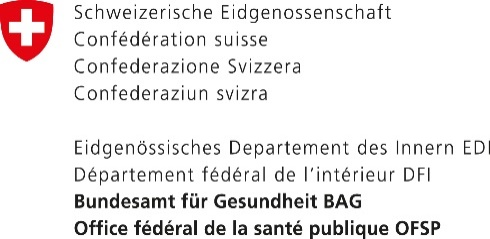 Schweizerische Eidgenossenschaft
Confédération suisse
Confederazione Svizzera
Confederaziun svizra
Eidgenössisches Departement des Innern EDI
Département fédéral de l'intérieur DFI
Bundesamt für Gesundheit BAG
Office fédéral de la santé publique OFSP